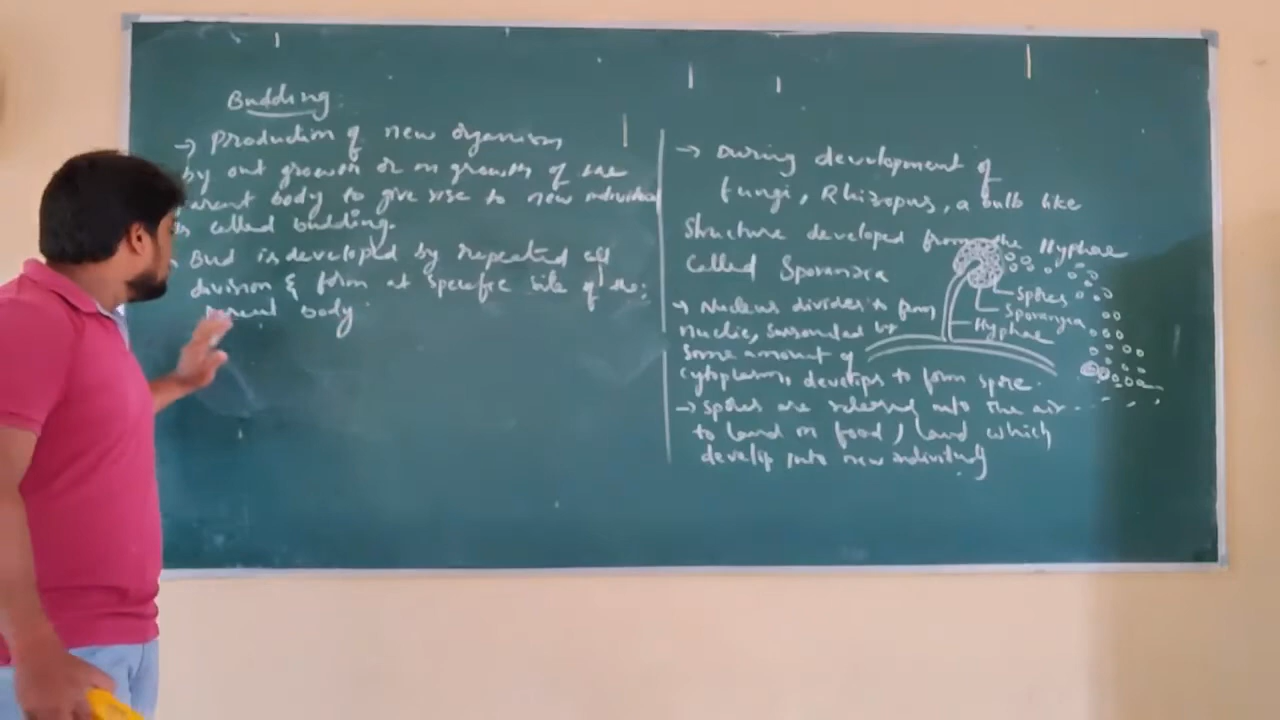 Budding:
→ Production of new organism
by out growth or in growth of the
parent body to give rise to new individual
is called budding.
Bud is developed by repeated cell
division & form at specific site of the
parent body
→ During development of
fungi, Rhizopus, a bulb like
structure developed from the Hyphae
called Sporangia
→ Nucleus divides to form
nuclie, surrounded by
some amount of
cytoplasm, develops to form spore.
→ Spores are released into the air
to land on food, land which
develop into new individual
Spores
Sporangia
Hyphae